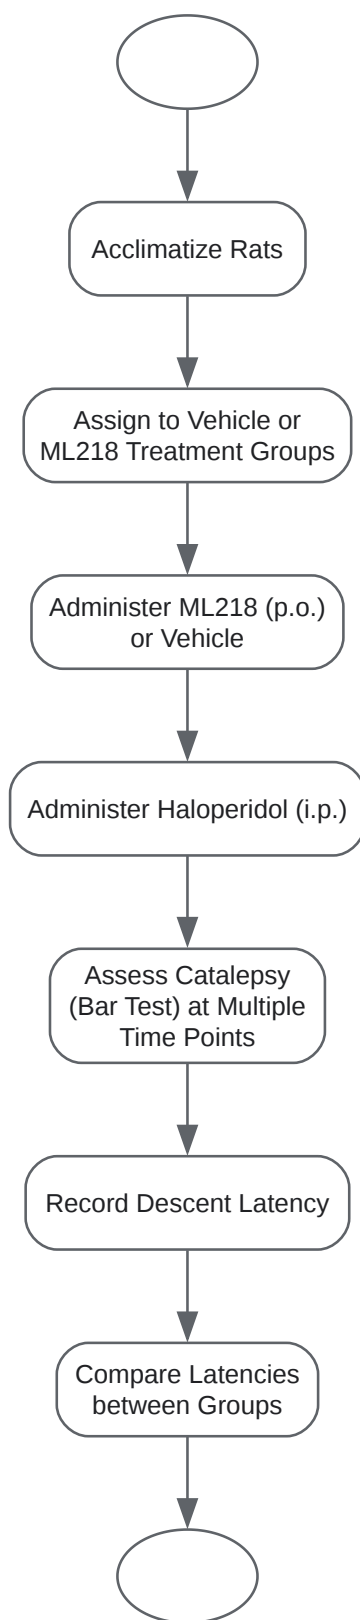 Acclimatize Rats
Assign to Vehicle or
ML218 Treatment Groups
Administer ML218 (p.o.)
or Vehicle
Administer Haloperidol (i.p.)
Assess Catalepsy
(Bar Test) at Multiple
Time Points
Record Descent Latency
Compare Latencies
between Groups